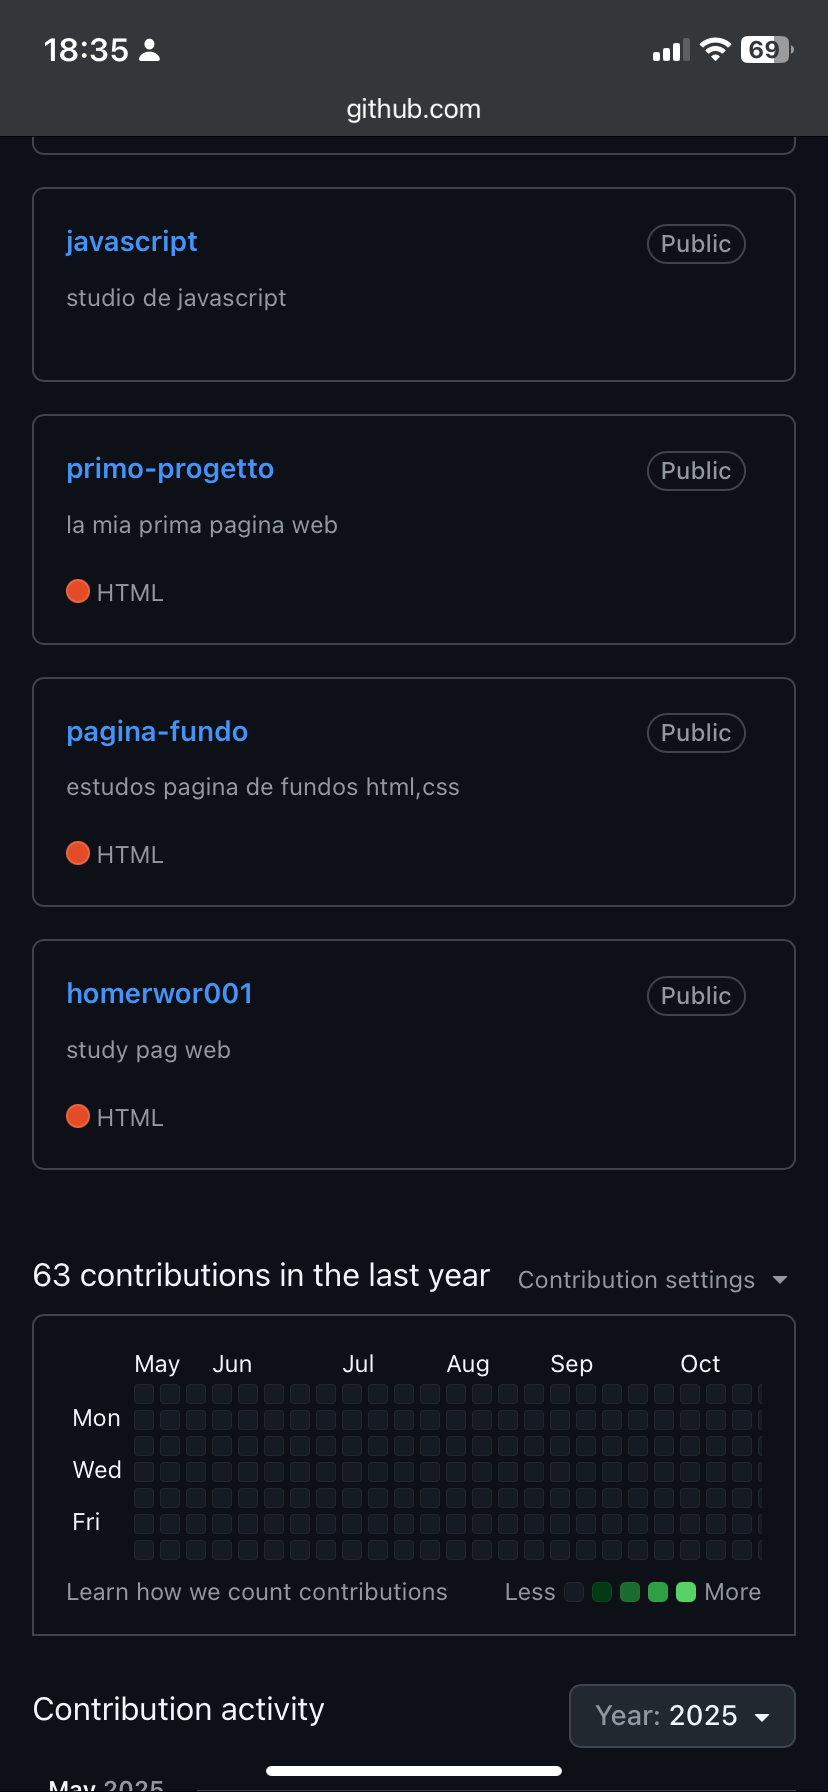 18:35
69
github.com
javascript
Public
studio de javascript
primo-progetto
Public
la mia prima pagina web
HTML
pagina-fundo
Public
estudos pagina de fundos html,css
HTML
homerwor001
Public
study pag web
HTML
63 contributions in the last year
Contribution settings
May Jun Jul Aug Sep Oct
Mon
Wed
Fri
Learn how we count contributions
Less More
Contribution activity
Year: 2025
May 2025